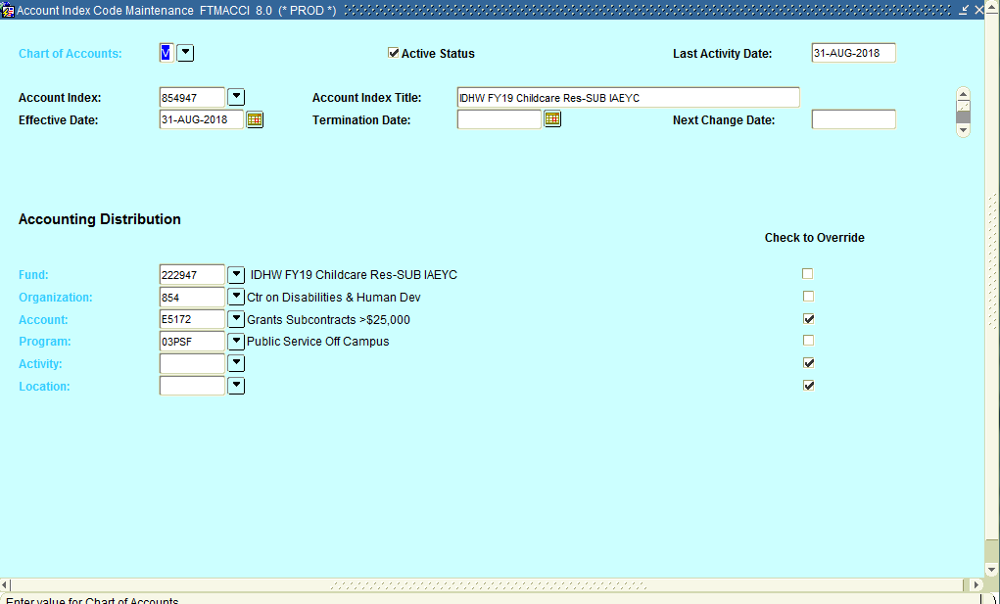 Account Index Code Maintenance FTMACCI 8.0 (* PROD *)
Chart of Accounts: V Active Status Last Activity Date: 31-AUG-2018
Account Index: 854947 Account Index Title: IDHW FY19 Childcare Res-SUB IAEYC
Effective Date: 31-AUG-2018 Termination Date: Next Change Date:
Accounting Distribution
Check to Override
Fund: 222947 IDHW FY19 Childcare Res-SUB IAEYC
Organization: 854 Ctr on Disabilities & Human Dev
Account: E5172 Grants Subcontracts >$25,000
Program: 03PSF Public Service Off Campus
Activity:
Location:
Enter value for Chart of Accounts